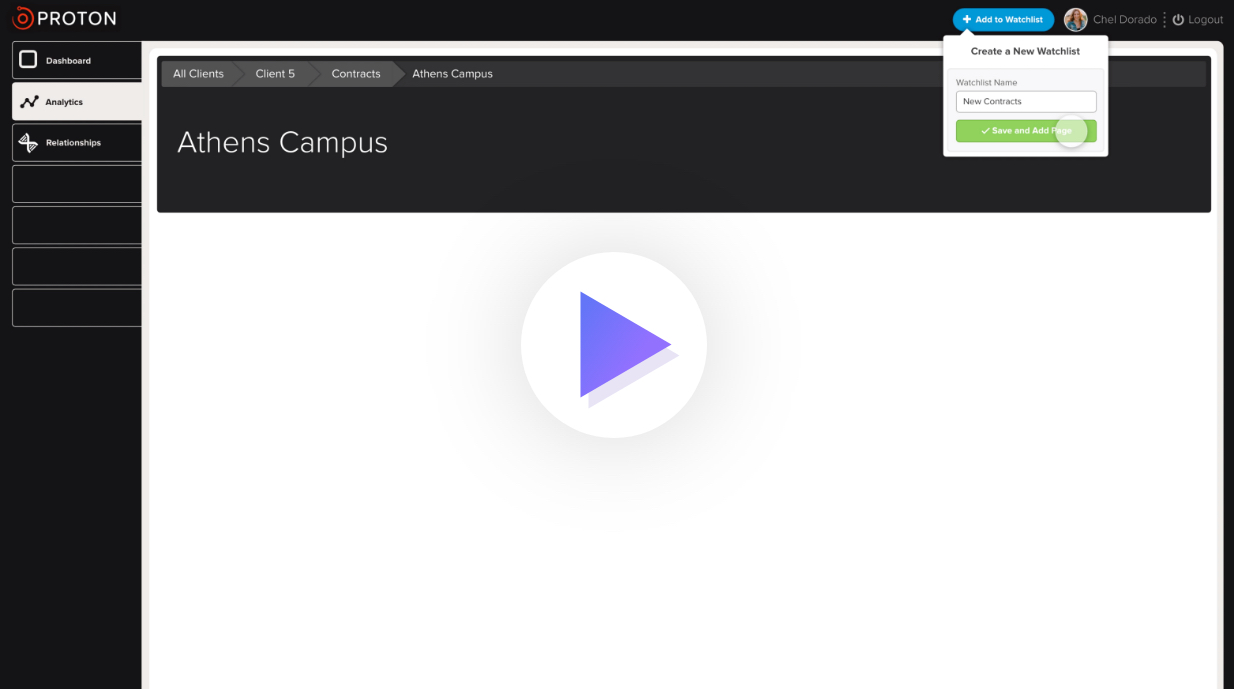 PROTON
+ Add to Watchlist
Chel Dorado
Logout
Create a New Watchlist
Watchlist Name
New Contracts
Save and Add Page
Dashboard
Analytics
Relationships
All Clients
Client 5
Contracts
Athens Campus
Athens Campus